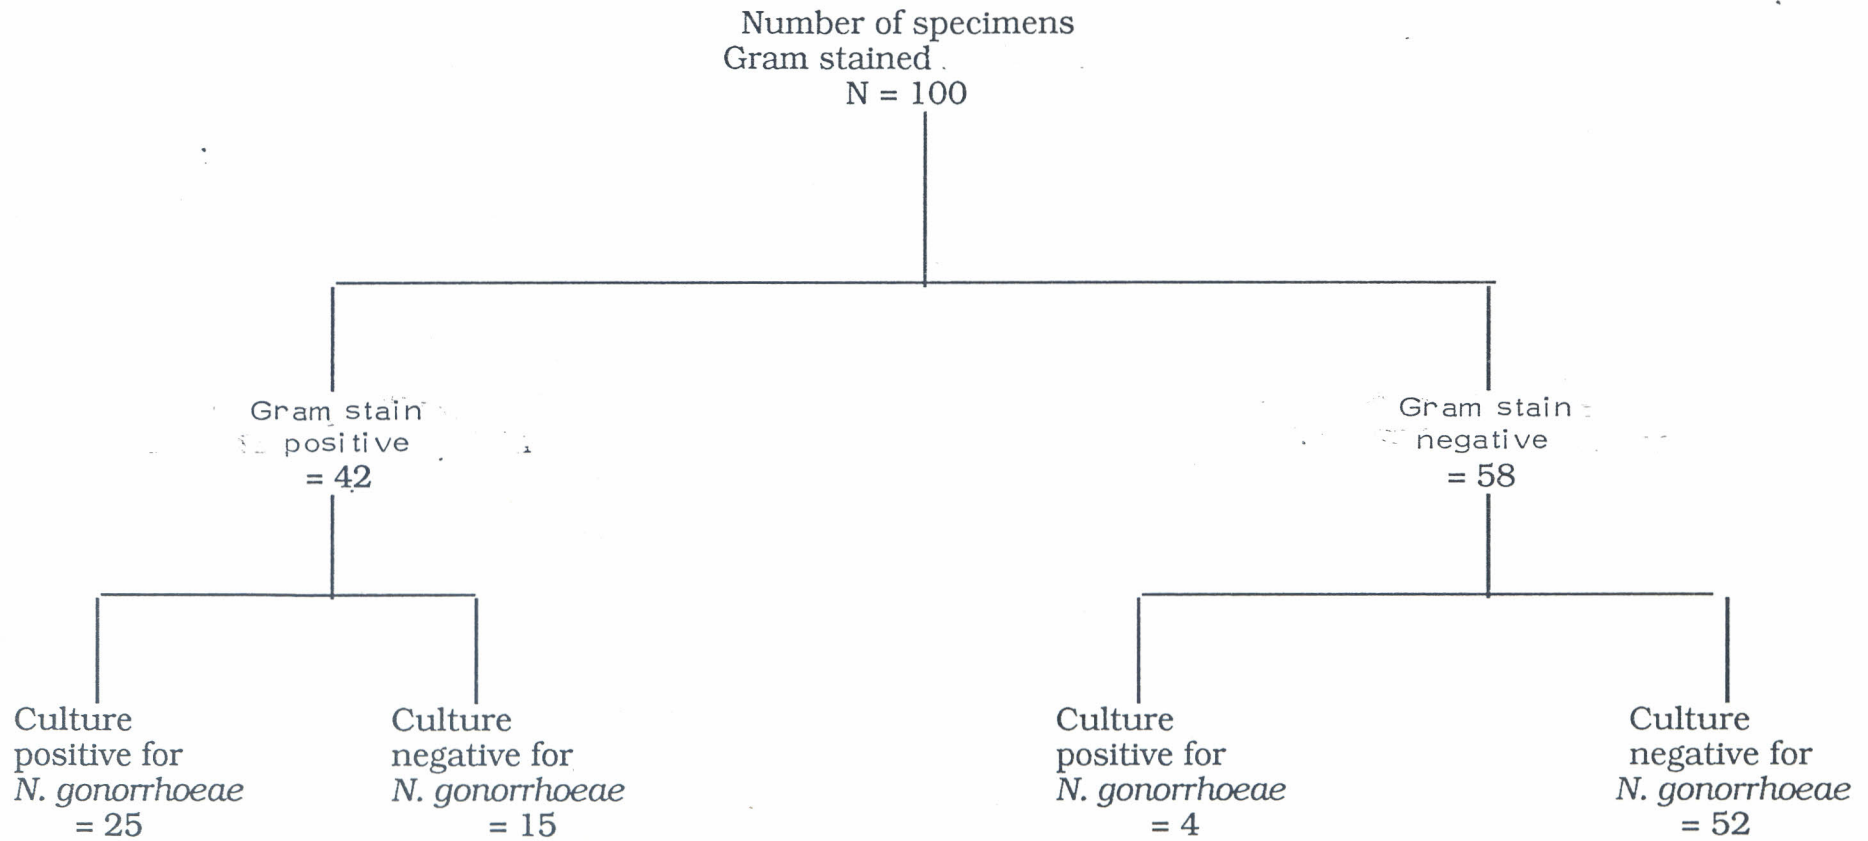 Number of specimens
Gram stained
N = 100
Gram stain
positive
= 42
Gram stain
negative
= 58
Culture
positive for
N. gonorrhoeae
= 25
Culture
negative for
N. gonorrhoeae
= 15
Culture
positive for
N. gonorrhoeae
= 4
Culture
negative for
N. gonorrhoeae
= 52